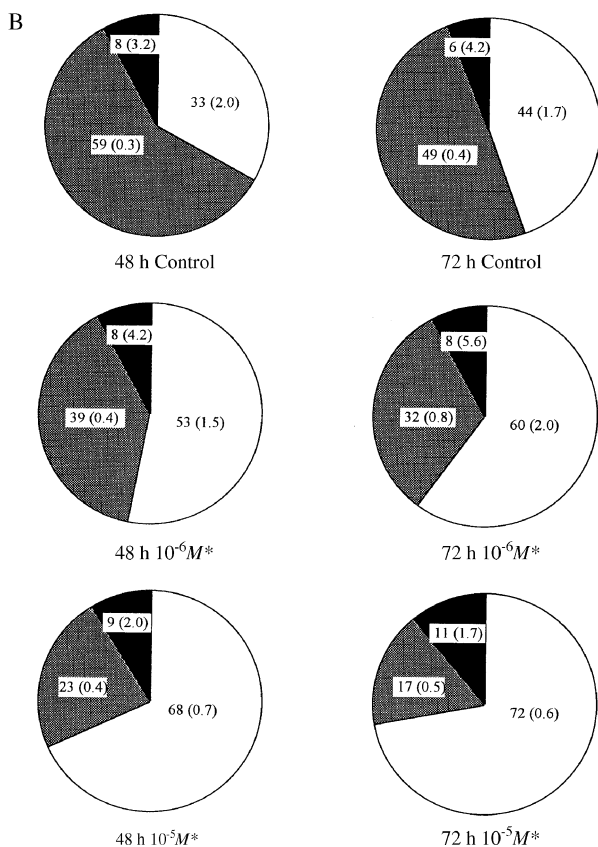 B
8 (3.2)
33 (2.0)
59 (0.3)
48 h Control
6 (4.2)
44 (1.7)
49 (0.4)
72 h Control
8 (4.2)
39 (0.4)
53 (1.5)
48 h 10⁻⁶M*
8 (5.6)
32 (0.8)
60 (2.0)
72 h 10⁻⁶M*
9 (2.0)
23 (0.4)
68 (0.7)
48 h 10⁻⁵M*
11 (1.7)
17 (0.5)
72 (0.6)
72 h 10⁻⁵M*